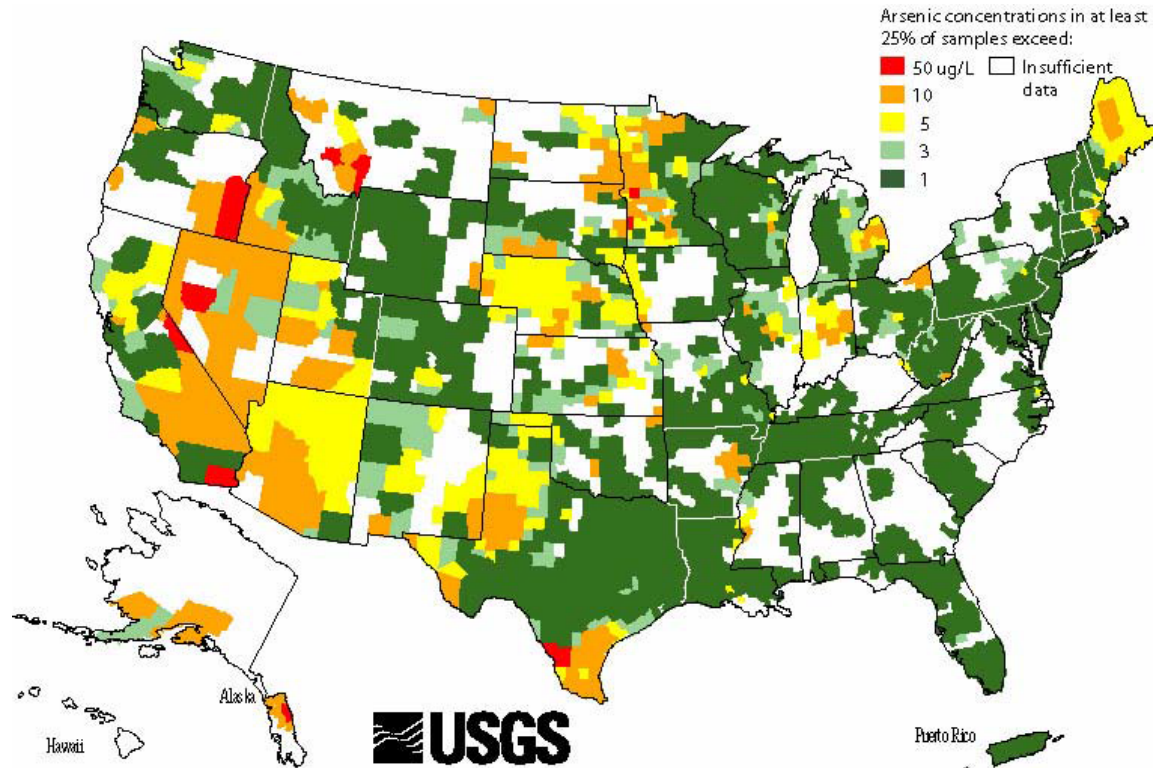 Arsenic concentrations in at least
25% of samples exceed:
50 ug/L Insufficient
data
10
5
3
1
Alaska
Hawaii
USGS
Puerto Rico